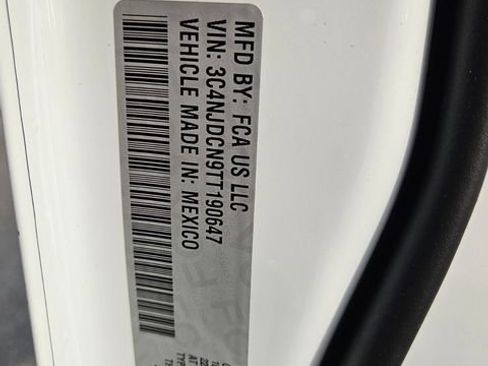 MFD BY: FCA US LLC
VIN: 3C4NJDCN9TT190647
VEHICLE MADE IN: MEXICO